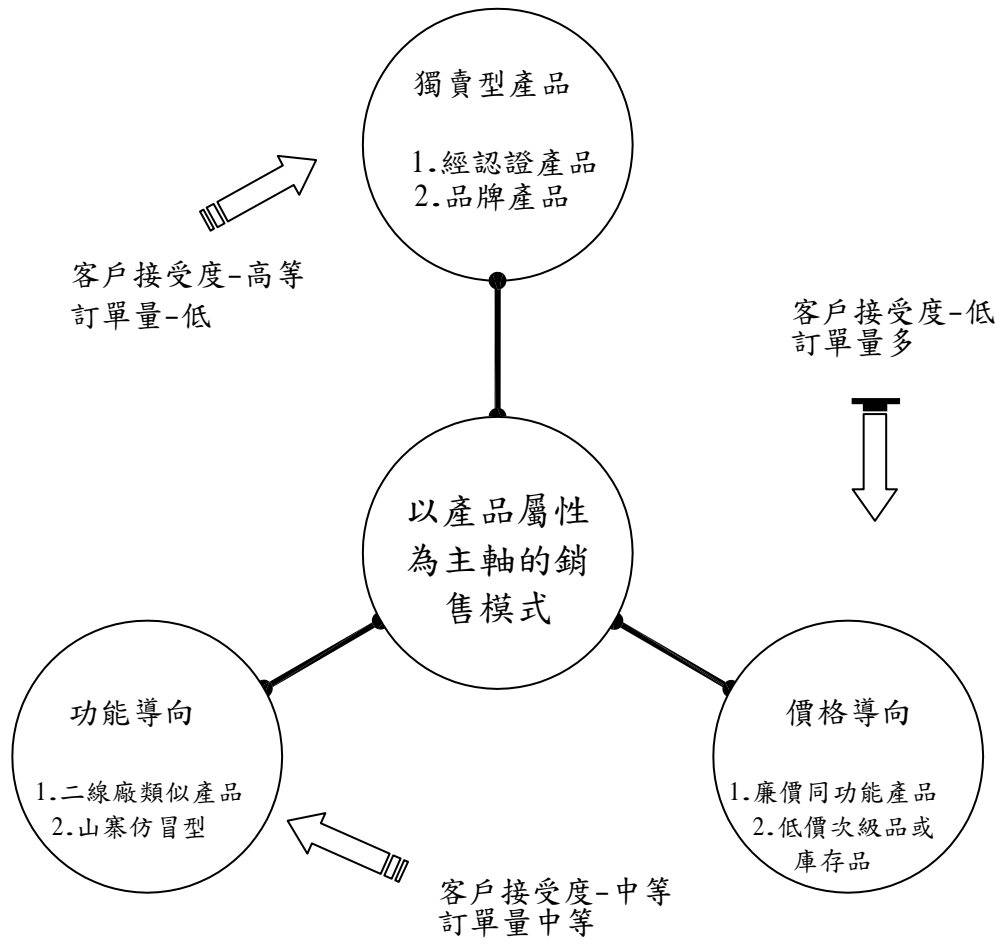 獨賣型產品
1.經認證產品
2.品牌產品
客戶接受度-高等
訂單量-低
客戶接受度-低
訂單量多
以產品屬性
為主軸的銷
售模式
功能導向
1.二線廠類似產品
2.山寨仿冒型
價格導向
1.廉價同功能產品
2.低價次級品或
庫存品
客戶接受度-中等
訂單量中等